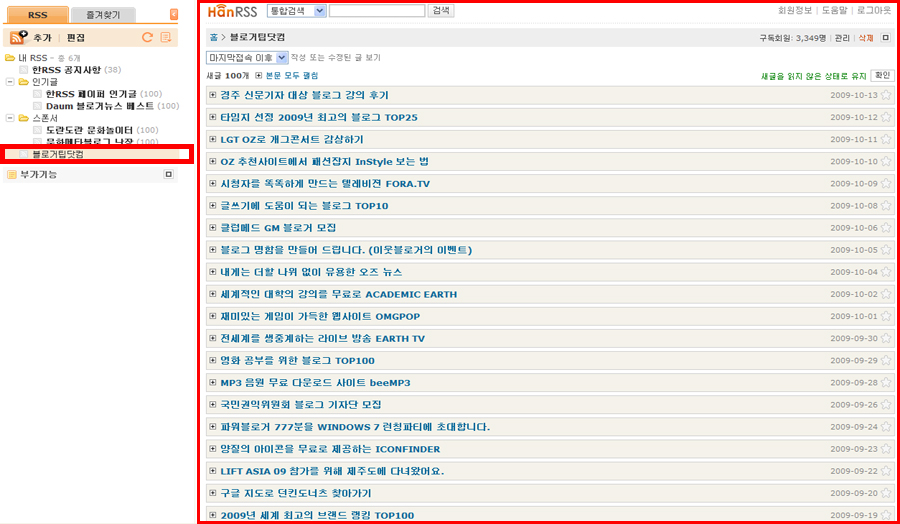 RSS 즐겨찾기
추가 | 편집
내 RSS - 총 6개
한RSS 공지사항 (38)
인기글
한RSS 페이퍼 인기글 (100)
Daum 블로거뉴스 베스트 (100)
스폰서
도란도란 문화놀이터 (100)
문화메타블로그 난장 (100)
블로거팁닷컴
부가기능
HanRSS 통합검색 검색 회원정보 | 도움말 | 로그아웃
홈 > 블로거팁닷컴 구독회원: 3,349명 | 관리 | 삭제
마지막접속 이후 작성 또는 수정된 글 보기
새글 100개 본문 모두 펼침 새글을 읽지 않은 상태로 유지 확인
경주 신문기자 대상 블로그 강의 후기 2009-10-13
타임지 선정 2009년 최고의 블로그 TOP25 2009-10-12
LGT OZ로 개그콘서트 감상하기 2009-10-11
OZ 추천사이트에서 패션잡지 InStyle 보는 법 2009-10-10
시청자를 똑똑하게 만드는 텔레비전 FORA.TV 2009-10-09
글쓰기에 도움이 되는 블로그 TOP10 2009-10-08
클럽메드 GM 블로거 모집 2009-10-06
블로그 명함을 만들어 드립니다. (이웃블로거의 이벤트) 2009-10-05
내게는 더할 나위 없이 유용한 오즈 뉴스 2009-10-04
세계적인 대학의 강의를 무료로 ACADEMIC EARTH 2009-10-02
재미있는 게임이 가득한 웹사이트 OMGPOP 2009-10-01
전세계를 생중계하는 라이브 방송 EARTH TV 2009-09-30
영화 공부를 위한 블로그 TOP100 2009-09-29
MP3 음원 무료 다운로드 사이트 beeMP3 2009-09-28
국민권익위원회 블로그 기자단 모집 2009-09-26
파워블로거 777분을 WINDOWS 7 런칭파티에 초대합니다. 2009-09-24
양질의 아이콘을 무료로 제공하는 ICONFINDER 2009-09-23
LIFT ASIA 09 참가를 위해 제주도에 다녀왔어요. 2009-09-22
구글 지도로 던킨도너츠 찾아가기 2009-09-20
2009년 세계 최고의 브랜드 랭킹 TOP100 2009-09-19